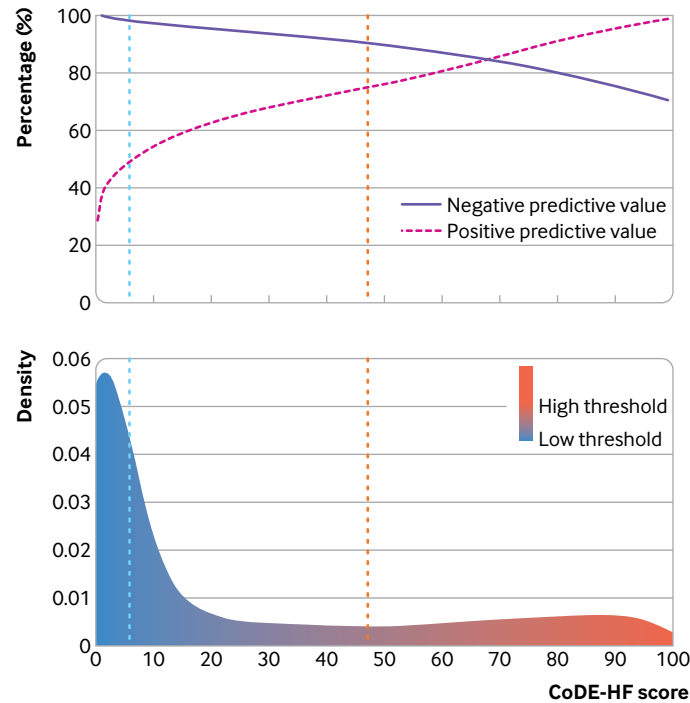 Percentage (%)
100
80
60
40
20
0
Negative predictive value
Positive predictive value
Density
0.06
0.05
0.04
0.03
0.02
0.01
0
High threshold
Low threshold
0 10 20 30 40 50 60 70 80 90 100
CoDE-HF score